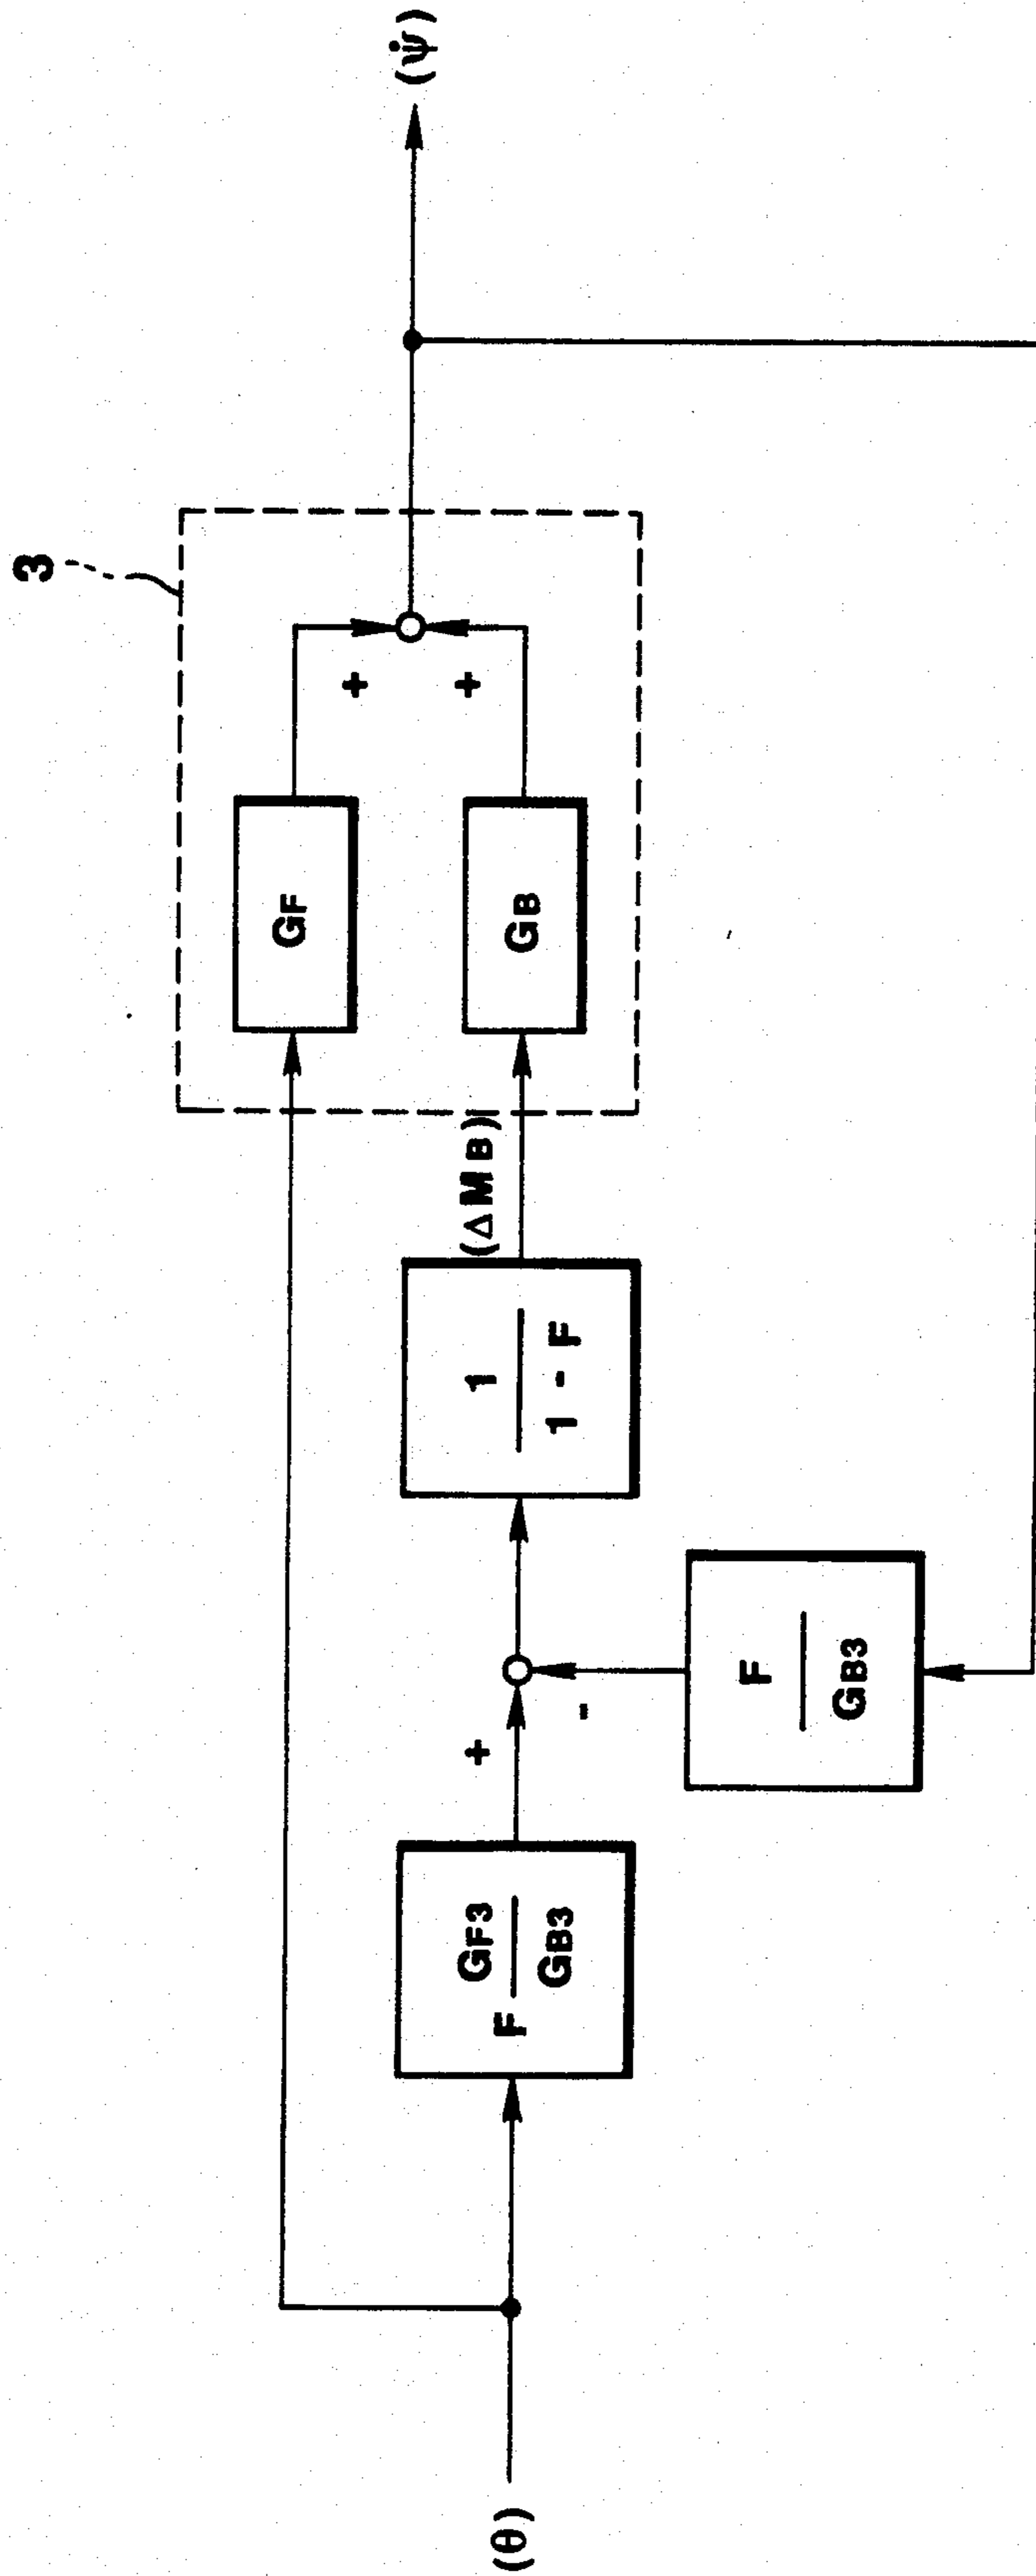 3
(ψ̇)
GF
+
+
GB
(ΔMB)
1
1 - F
+
-
F GF3
GB3
F
GB3
(θ)